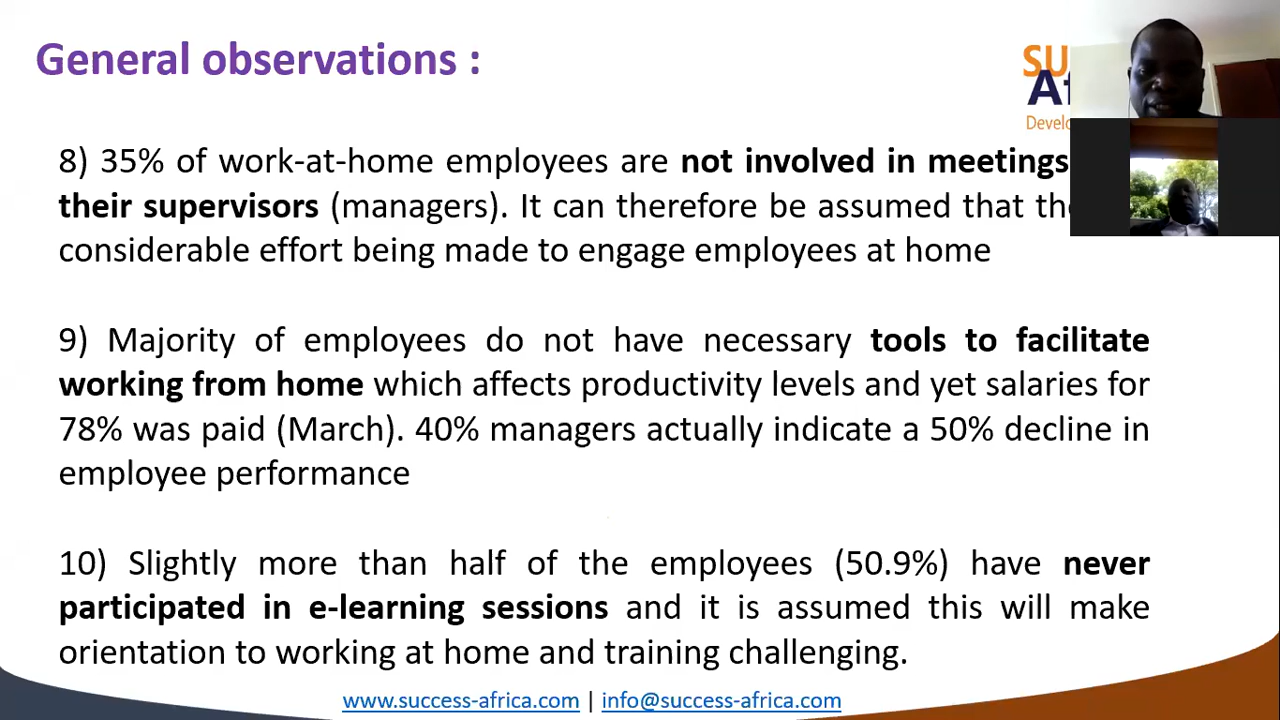 General observations :
SU
Af
Develo
8) 35% of work-at-home employees are not involved in meetings
their supervisors (managers). It can therefore be assumed that
considerable effort being made to engage employees at home
9) Majority of employees do not have necessary tools to facilitate
working from home which affects productivity levels and yet salaries for
78% was paid (March). 40% managers actually indicate a 50% decline in
employee performance
10) Slightly more than half of the employees (50.9%) have never
participated in e-learning sessions and it is assumed this will make
orientation to working at home and training challenging.
www.success-africa.com | info@success-africa.com